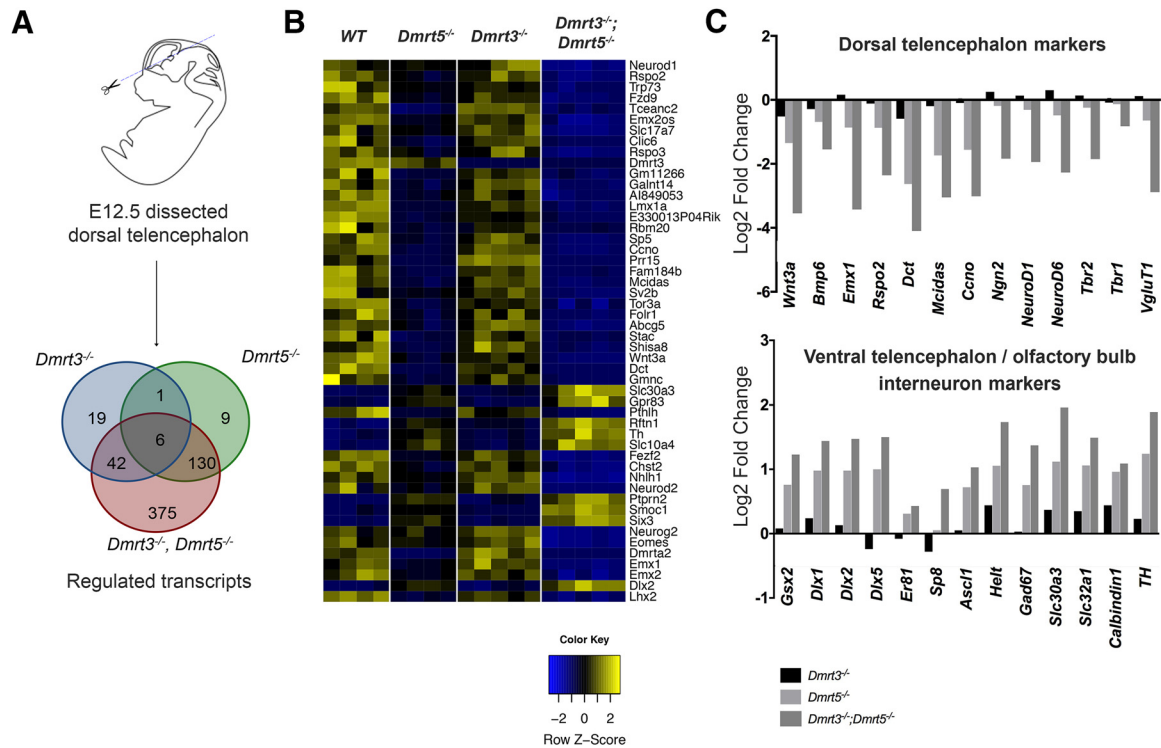 A
E12.5 dissected
dorsal telencephalon
Dmrt3-/-
Dmrt5-/-
1
19
9
6
42
130
375
Dmrt3-/-, Dmrt5-/-
Regulated transcripts
B
WT
Dmrt5-/-
Dmrt3-/-
Dmrt3-/-;
Dmrt5-/-
Neurod1
Rspo2
Trp73
Fzd9
Tceanc2
Emx2os
Slc17a7
Clic6
Rspo3
Dmrt3
Gm11266
Galnt14
AI849053
Lmx1a
E330013P04Rik
Rbm20
Sp5
Ccno
Prr15
Fam184b
Mcidas
Sv2b
Tor3a
Folr1
Abcg5
Stac
Shisa8
Wnt3a
Dct
Gmnc
Slc30a3
Gpr83
Pfhlh
Rftn1
Th
Slc10a4
Fezf2
Chst2
Nhlh1
Neurod2
Ptprn2
Smoc1
Six3
Neurog2
Eomes
Dmrta2
Emx1
Emx2
Dlx2
Lhx2
Color Key
−2 0 2
Row Z−Score
C
Dorsal telencephalon markers
Log2 Fold Change
2
0
-2
-4
-6
Wnt3a
Bmp6
Emx1
Rspo2
Dct
Mcidas
Ccno
Ngn2
NeuroD1
NeuroD6
Tbr2
Tbr1
VgluT1
Ventral telencephalon / olfactory bulb
interneuron markers
Log2 Fold Change
3
2
1
0
-1
Gsx2
Dlx1
Dlx2
Dlx5
Er81
Sp8
Ascl1
Helt
Gad67
Slc30a3
Slc32a1
Calbindin1
TH
Dmrt3-/-
Dmrt5-/-
Dmrt3-/-;Dmrt5-/-